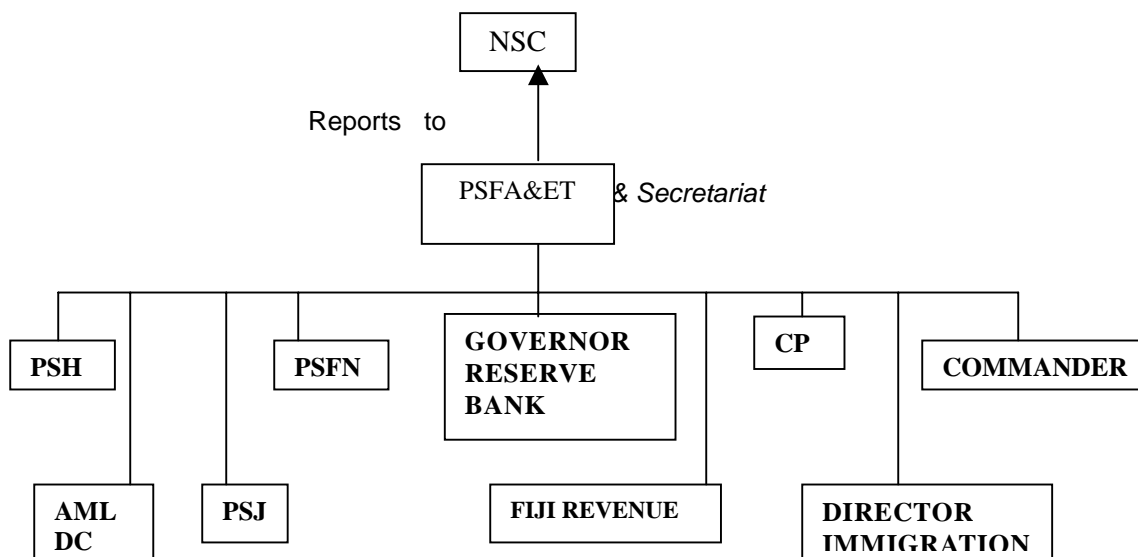 NSC
Reports to
PSFA&ET & Secretariat
PSH
PSFN
GOVERNOR
RESERVE
BANK
CP
COMMANDER
AML
DC
PSJ
FIJI REVENUE
DIRECTOR
IMMIGRATION